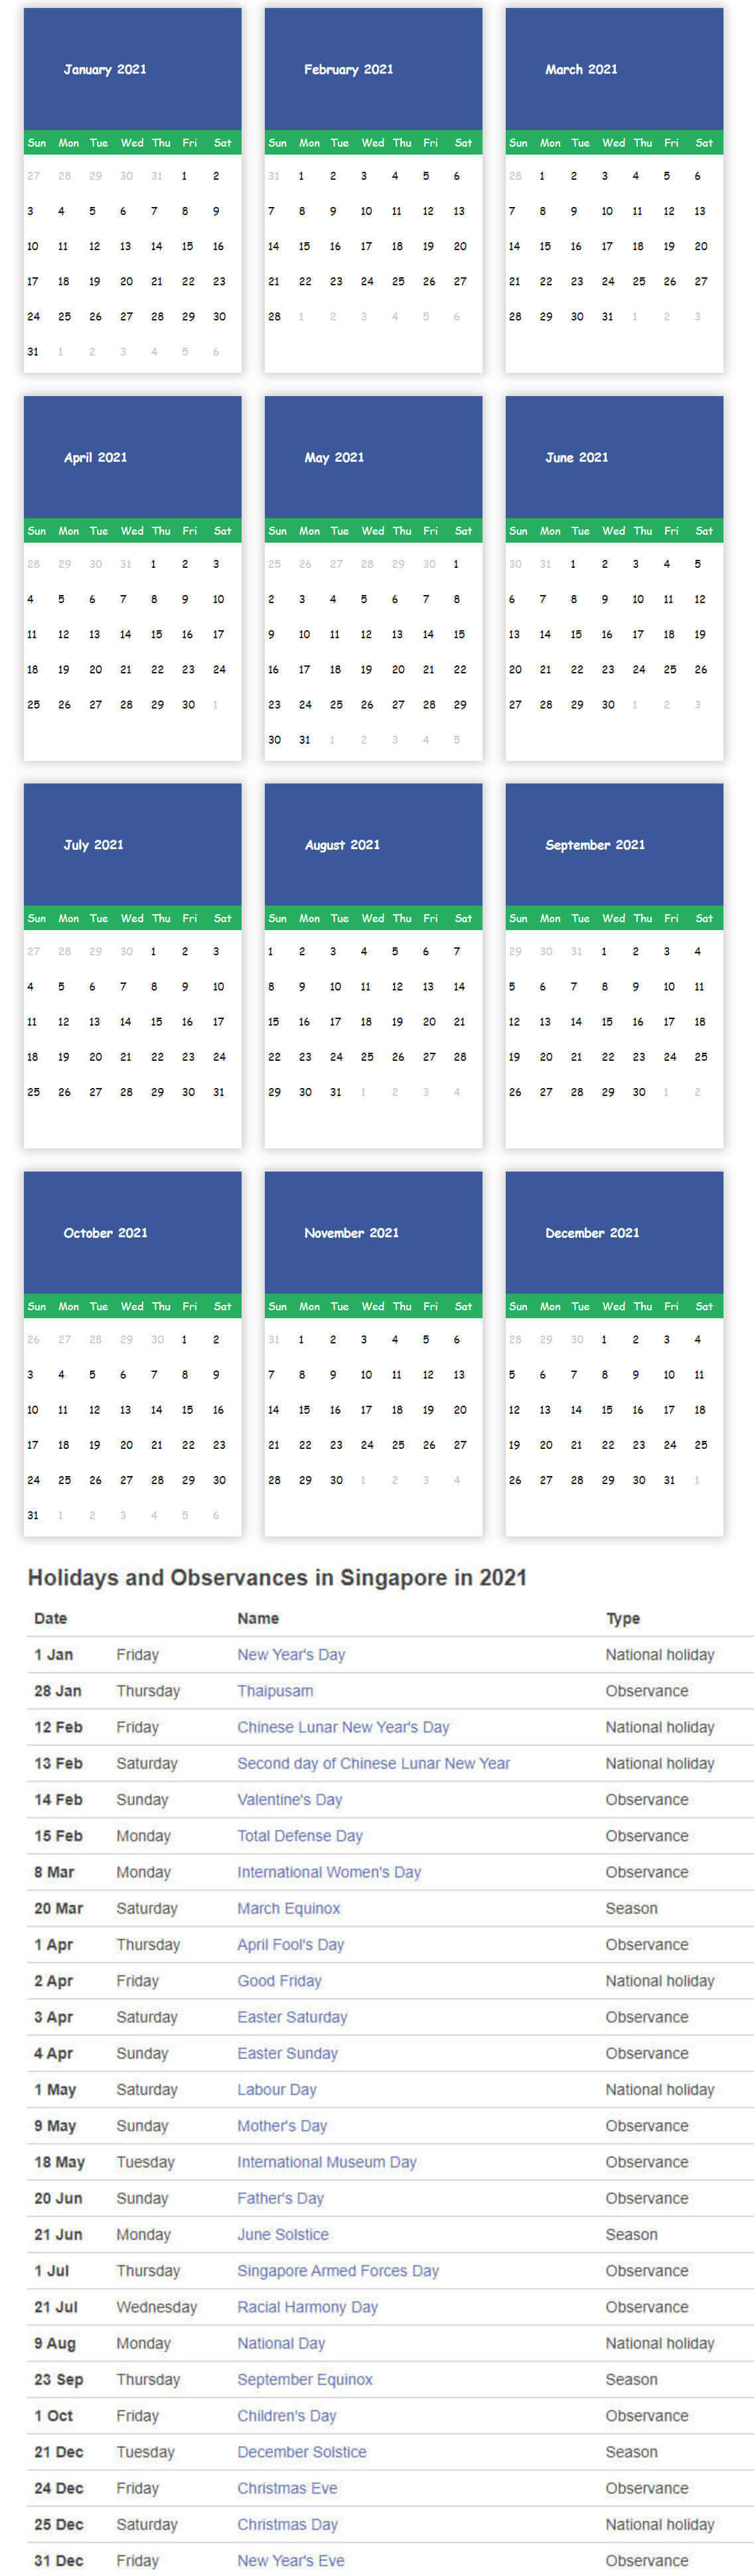 January 2021 February 2021 March 2021
Sun Mon Tue Wed Thu Fri Sat Sun Mon Tue Wed Thu Fri Sat Sun Mon Tue Wed Thu Fri Sat
27 28 29 30 31 1 2 31 1 2 3 4 5 6 28 1 2 3 4 5 6
3 4 5 6 7 8 9 7 8 9 10 11 12 13 7 8 9 10 11 12 13
10 11 12 13 14 15 16 14 15 16 17 18 19 20 14 15 16 17 18 19 20
17 18 19 20 21 22 23 21 22 23 24 25 26 27 21 22 23 24 25 26 27
24 25 26 27 28 29 30 28 1 2 3 4 5 6 28 29 30 31 1 2 3
31 1 2 3 4 5 6
April 2021 May 2021 June 2021
Sun Mon Tue Wed Thu Fri Sat Sun Mon Tue Wed Thu Fri Sat Sun Mon Tue Wed Thu Fri Sat
28 29 30 31 1 2 3 25 26 27 28 29 30 1 30 31 1 2 3 4 5
4 5 6 7 8 9 10 2 3 4 5 6 7 8 6 7 8 9 10 11 12
11 12 13 14 15 16 17 9 10 11 12 13 14 15 13 14 15 16 17 18 19
18 19 20 21 22 23 24 16 17 18 19 20 21 22 20 21 22 23 24 25 26
25 26 27 28 29 30 1 23 24 25 26 27 28 29 27 28 29 30 1 2 3
30 31 1 2 3 4 5
July 2021 August 2021 September 2021
Sun Mon Tue Wed Thu Fri Sat Sun Mon Tue Wed Thu Fri Sat Sun Mon Tue Wed Thu Fri Sat
27 28 29 30 1 2 3 1 2 3 4 5 6 7 29 30 31 1 2 3 4
4 5 6 7 8 9 10 8 9 10 11 12 13 14 5 6 7 8 9 10 11
11 12 13 14 15 16 17 15 16 17 18 19 20 21 12 13 14 15 16 17 18
18 19 20 21 22 23 24 22 23 24 25 26 27 28 19 20 21 22 23 24 25
25 26 27 28 29 30 31 29 30 31 1 2 3 4 26 27 28 29 30 1 2
October 2021 November 2021 December 2021
Sun Mon Tue Wed Thu Fri Sat Sun Mon Tue Wed Thu Fri Sat Sun Mon Tue Wed Thu Fri Sat
26 27 28 29 30 1 2 31 1 2 3 4 5 6 28 29 30 1 2 3 4
3 4 5 6 7 8 9 7 8 9 10 11 12 13 5 6 7 8 9 10 11
10 11 12 13 14 15 16 14 15 16 17 18 19 20 12 13 14 15 16 17 18
17 18 19 20 21 22 23 21 22 23 24 25 26 27 19 20 21 22 23 24 25
24 25 26 27 28 29 30 28 29 30 1 2 3 4 26 27 28 29 30 31 1
31 1 2 3 4 5 6
Holidays and Observances in Singapore in 2021
Date Name Type
1 Jan Friday New Year's Day National holiday
28 Jan Thursday Thaipusam Observance
12 Feb Friday Chinese Lunar New Year's Day National holiday
13 Feb Saturday Second day of Chinese Lunar New Year National holiday
14 Feb Sunday Valentine's Day Observance
15 Feb Monday Total Defense Day Observance
8 Mar Monday International Women's Day Observance
20 Mar Saturday March Equinox Season
1 Apr Thursday April Fool's Day Observance
2 Apr Friday Good Friday National holiday
3 Apr Saturday Easter Saturday Observance
4 Apr Sunday Easter Sunday Observance
1 May Saturday Labour Day National holiday
9 May Sunday Mother's Day Observance
18 May Tuesday International Museum Day Observance
20 Jun Sunday Father's Day Observance
21 Jun Monday June Solstice Season
1 Jul Thursday Singapore Armed Forces Day Observance
21 Jul Wednesday Racial Harmony Day Observance
9 Aug Monday National Day National holiday
23 Sep Thursday September Equinox Season
1 Oct Friday Children's Day Observance
21 Dec Tuesday December Solstice Season
24 Dec Friday Christmas Eve Observance
25 Dec Saturday Christmas Day National holiday
31 Dec Friday New Year's Eve Observance